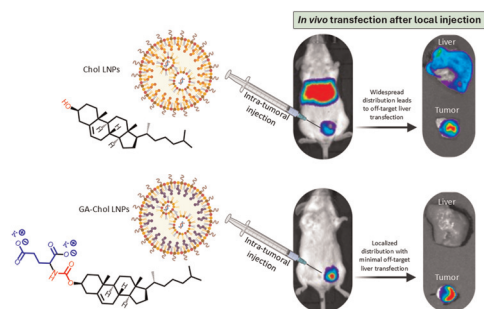 In vivo transfection after local injection
Chol LNPs
HO
Intra-tumoral
injection
Widespread
distribution leads
to off-target liver
transfection
Liver
Tumor
GA-Chol LNPs
Intra-tumoral
injection
Localized
distribution with
minimal off-target
liver transfection
Liver
Tumor